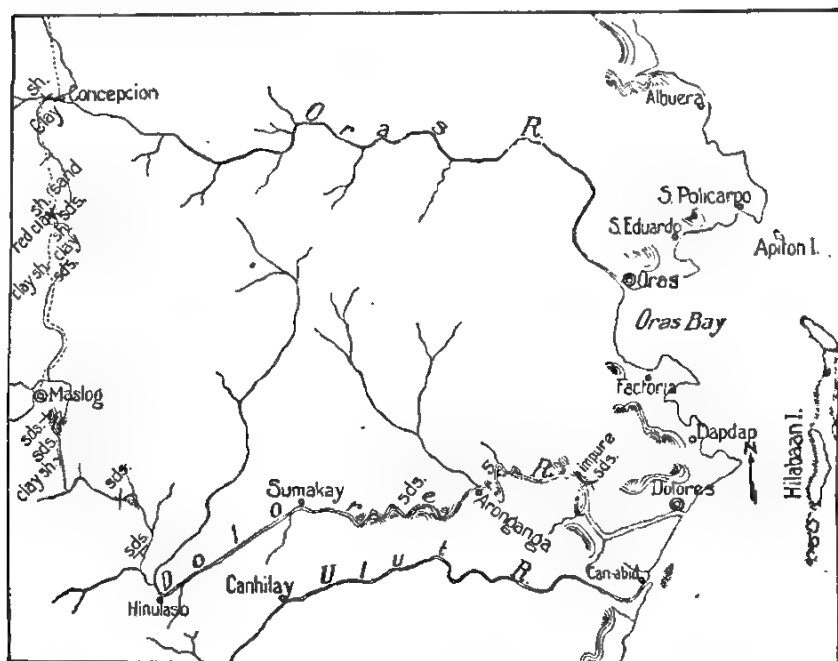 sh.
Concepcion
Clay
Oras R.
Albuera
sh. sand
sh. sds.
red clay
sh. clay
clay sh.
sds.
S. Policarpo
S. Eduardo
Apiton I.
Oras
Oras Bay
Maslog
Factoria
Hilabaan I.
sds.
sds.
clay sh.
sds.
Dapdap
N
impure
sds.
Dolores R.
sds.
Sumakay
Aronganga
Dolores
sds.
Hinulaso
Canhilay
Ulut R.
Can-abid